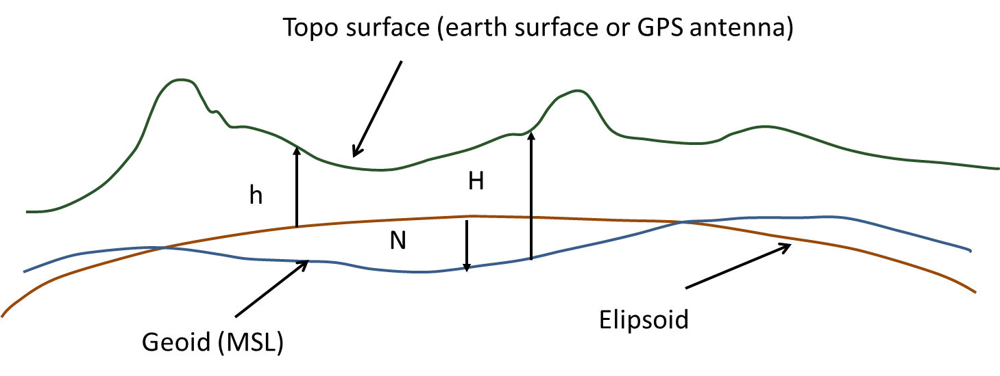 Topo surface (earth surface or GPS antenna)
h
H
N
Geoid (MSL)
Elipsoid